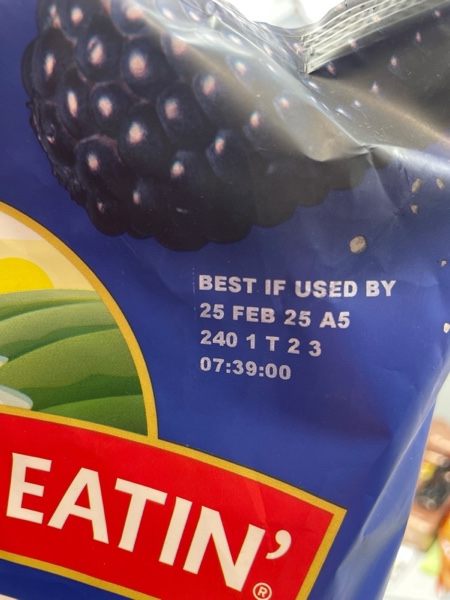 BEST IF USED BY
25 FEB 25 A5
240 1 T 2 3
07:39:00
EATIN'®